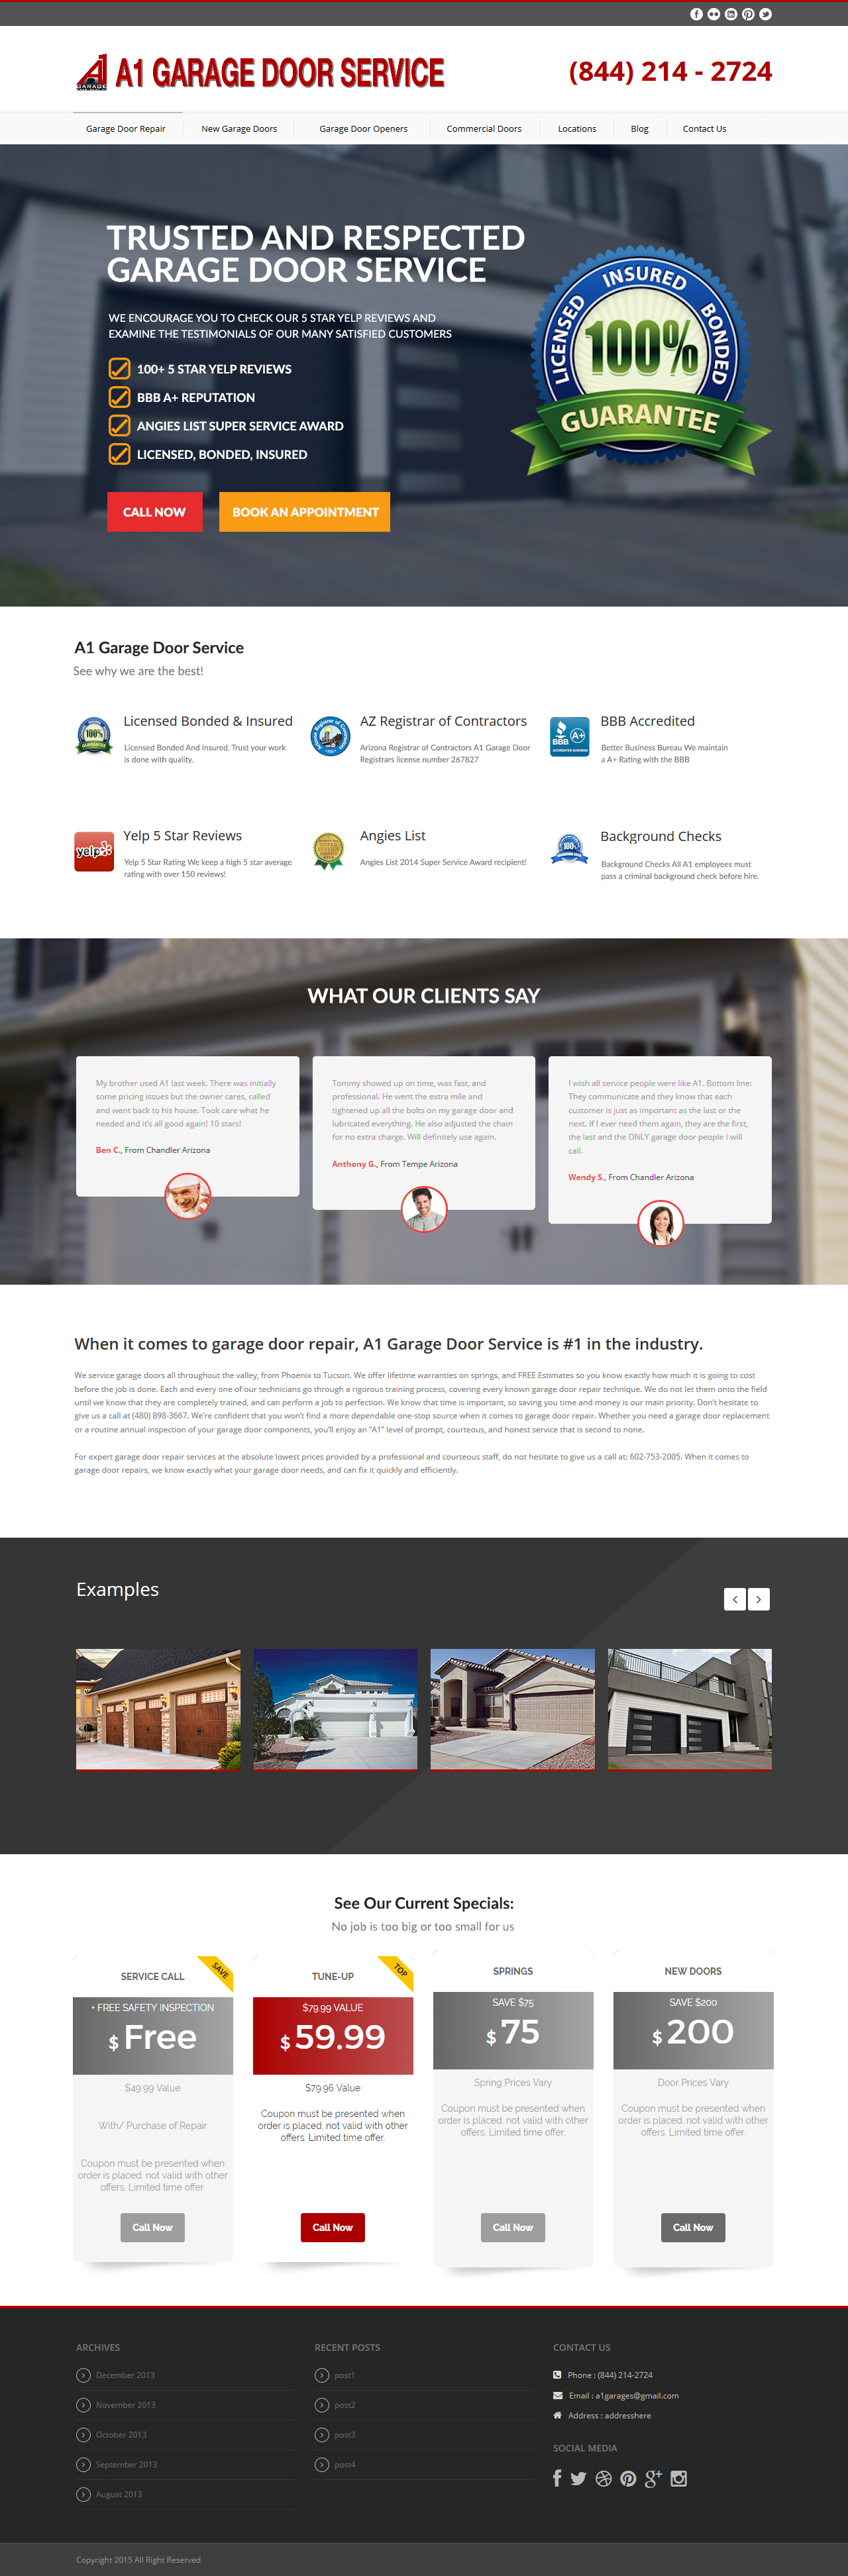 A1 GARAGE DOOR SERVICE
(844) 214 - 2724
Garage Door Repair
New Garage Doors
Garage Door Openers
Commercial Doors
Locations
Blog
Contact Us
TRUSTED AND RESPECTED
GARAGE DOOR SERVICE
WE ENCOURAGE YOU TO CHECK OUR 5 STAR YELP REVIEWS AND
EXAMINE THE TESTIMONIALS OF OUR MANY SATISFIED CUSTOMERS
100+ 5 STAR YELP REVIEWS
BBB A+ REPUTATION
ANGIES LIST SUPER SERVICE AWARD
LICENSED, BONDED, INSURED
CALL NOW
BOOK AN APPOINTMENT
LICENSED INSURED BONDED
100%
GUARANTEE
A1 Garage Door Service
See why we are the best!
Licensed Bonded & Insured
Licensed Bonded And Insured. Trust your work
is done with quality.
AZ Registrar of Contractors
Arizona Registrar of Contractors A1 Garage Door
Registrars license number 267827
BBB Accredited
Better Business Bureau We maintain
a A+ Rating with the BBB
Yelp 5 Star Reviews
Yelp 5 Star Rating We keep a high 5 star average
rating with over 150 reviews!
Angies List
Angies List 2014 Super Service Award recipient!
Background Checks
Background Checks All A1 employees must
pass a criminal background check before hire.
WHAT OUR CLIENTS SAY
My brother used A1 last week. There was initially
some pricing issues but the owner cares, called
and went back to his house. Took care what he
needed and it's all good again! 10 stars!
Ben C., From Chandler Arizona
Tommy showed up on time, was fast, and
professional. He went the extra mile and
tightened up all the bolts on my garage door and
lubricated everything. He also adjusted the chain
for no extra charge. Will definitely use again.
Anthony G., From Tempe Arizona
I wish all service people were like A1. Bottom line:
They communicate and they know that each
customer is just as important as the last or the
next. If I ever need them again, they are the first,
the last and the ONLY garage door people I will
call.
Wendy S., From Chandler Arizona
When it comes to garage door repair, A1 Garage Door Service is #1 in the industry.
We service garage doors all throughout the valley, from Phoenix to Tucson. We offer lifetime warranties on springs, and FREE Estimates so you know exactly how much it is going to cost
before the job is done. Each and every one of our technicians go through a rigorous training process, covering every known garage door repair technique. We do not let them onto the field
until we know that they are completely trained, and can perform a job to perfection. We know that time is important, so saving you time and money is our main priority. Don't hesitate to
give us a call at (480) 898-3667. We're confident that you won't find a more dependable one-stop source when it comes to garage door repair. Whether you need a garage door replacement
or a routine annual inspection of your garage door components, you'll enjoy an "A1" level of prompt, courteous, and honest service that is second to none.
For expert garage door repair services at the absolute lowest prices provided by a professional and courteous staff, do not hesitate to give us a call at: 602-753-2005. When it comes to
garage door repairs, we know exactly what your garage door needs, and can fix it quickly and efficiently.
Examples
See Our Current Specials:
No job is too big or too small for us
SERVICE CALL
SAVE
+ FREE SAFETY INSPECTION
$ Free
$49.99 Value
With/ Purchase of Repair
Coupon must be presented when
order is placed. not valid with other
offers. Limited time offer.
Call Now
TUNE-UP
TOP
$79.99 VALUE
$ 59.99
$79.96 Value
Coupon must be presented when
order is placed. not valid with other
offers. Limited time offer.
Call Now
SPRINGS
SAVE $75
$ 75
Spring Prices Vary
Coupon must be presented when
order is placed. not valid with other
offers. Limited time offer.
Call Now
NEW DOORS
SAVE $200
$ 200
Door Prices Vary
Coupon must be presented when
order is placed. not valid with other
offers. Limited time offer.
Call Now
ARCHIVES
December 2013
November 2013
October 2013
September 2013
August 2013
RECENT POSTS
post1
post2
post3
post4
CONTACT US
Phone : (844) 214-2724
Email : a1garages@gmail.com
Address : addresshere
SOCIAL MEDIA
Copyright 2015 All Right Reserved